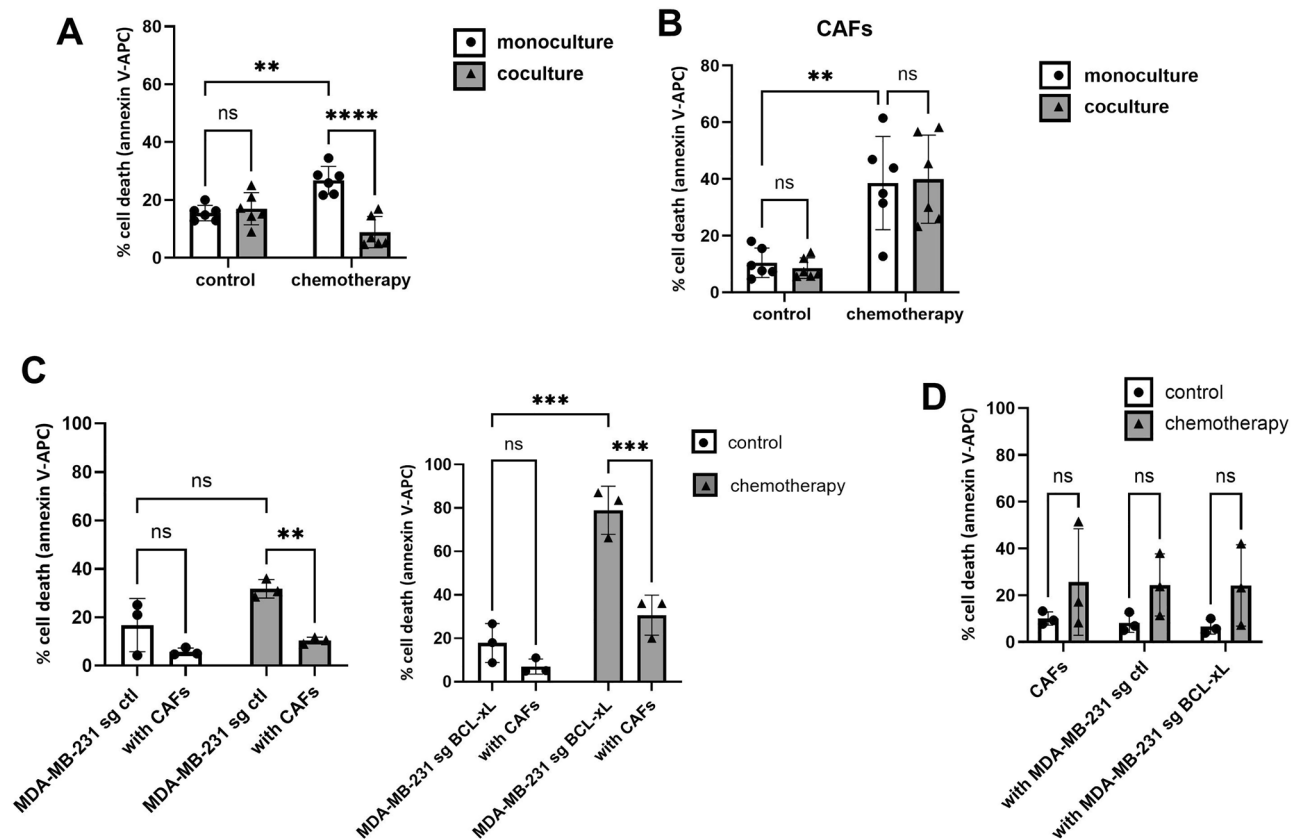 A
% cell death (annexin V-APC)
80
60
40
20
0
**
ns
****
control
chemotherapy
monoculture
coculture
B
CAFs
% cell death (annexin V-APC)
80
60
40
20
0
**
ns
ns
control
chemotherapy
monoculture
coculture
C
% cell death (annexin V-APC)
100
80
60
40
20
0
ns
ns
**
MDA-MB-231 sg ctl
with CAFs
MDA-MB-231 sg ctl
with CAFs
% cell death (annexin V-APC)
100
80
60
40
20
0
***
ns
***
MDA-MB-231 sg BCL-xL
with CAFs
MDA-MB-231 sg BCL-xL
with CAFs
control
chemotherapy
D
control
chemotherapy
% cell death (annexin V-APC)
100
80
60
40
20
0
ns
ns
ns
CAFs
with MDA-MB-231 sg ctl
with MDA-MB-231 sg BCL-xL